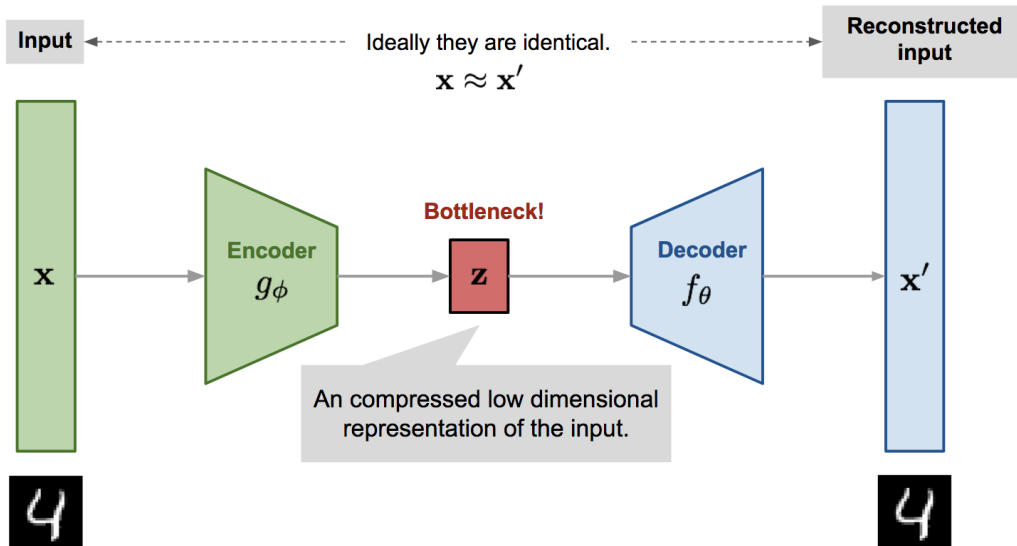 Input
Ideally they are identical.
Reconstructed
input
x ≈ x′
Bottleneck!
x
Encoder
gϕ
z
Decoder
fθ
x′
An compressed low dimensional
representation of the input.
4
4